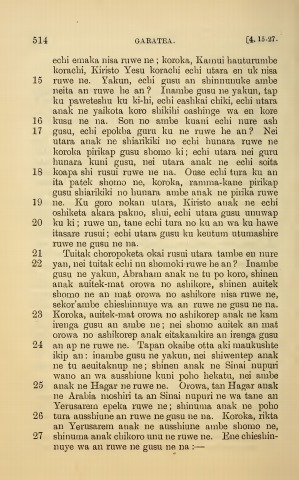 514 GARATEA. [4. 15-27.
echi emaka nisa ruwe ne; koroka, Kamui hauturumbe
korachi, Kiristo Yesu korachi echi utara en uk nisa
15 ruwe ne. Yakun, echi gusu an shinnunuke ambe
neita an ruwe he an? Inambe gusu ne yakun, tap
ku paweteshu ku ki-hi, echi eashkai chiki, echi utara
anak ne yaikota koro shikihi oashinge wa en kore
16 kusu ne na. Son no ambe kuani echi nure ash
17 gusu, echi epokba guru ku ne ruwe he an? Nei
utara anak ne shiarikiki no echi hunara ruwe ne
koroka pirikap gusu shomo ki; echi utara nei guru
hunara kuni gusu, nei utara anak ne echi soita
18 koapa shi rusui ruwe ne na. Ouse echi tura ku an
ita patek shomo ne, koroka, ramma-kane pirikap
gusu shiarikiki no hunara ambe anak ne pirika ruwe
19 ne. Ku goro nokan utara, Kiristo anak ne echi
oshiketa akara pakno, shui, echi utara gusu unuwap
20 ku ki; ruwe un, tane echi tura no ku an wa ku hawe
itasare rusui; echi utara gusu ku keutum utumashire
ruwe ne gusu ne na.
21 Tuitak choropoketa okai rusui utara tambe en nure
22 yan, nei tuitak echi nu shomoki ruwe he an? Inambe
gusu ne yakun, Abraham anak ne tu po koro, shinen
anak auitek-mat orowa no ashikore, shinen auitek
shomo ne an mat orowa no ashikore nisa ruwe ne,
sekor'ambe chieshinnuye wa an ruwe ne gusu ne na.
23 Koroka, auitek-mat orowa no ashikorep anak ne kam
irenga gusu an ambe ne; nei shomo auitek an mat
orowa no ashikorep anak eitakamkire an irenga gusu
24 an ap ne ruwe ne. Tapan okaibe otta aki maukushte
ikip an: inambe gusu ne yakun, nei shiwentep anak
ne tu aeuitaknup ne; shinen anak ne Sinai nupuri
wano an wa ausshiune kuni poho hekatu, nei ambe
25 anak ne Hagar ne ruwe ne. Orowa, tan Hagar anak
ne Arabia moshiri ta an Sinai nupuri ne wa tane an
Yerusarem epeka ruwe ne; shinuma anak ne poho
26 tura ausshiune an ruwe ne gusu ne na. Koroka, rikta
an Yerusarem anak ne ausshiune ambe shomo ne,
27 shinuma anak chikoro unu ne ruwe ne. Ene chieshin-
nuye wa an ruwe ne gusu ne na:—